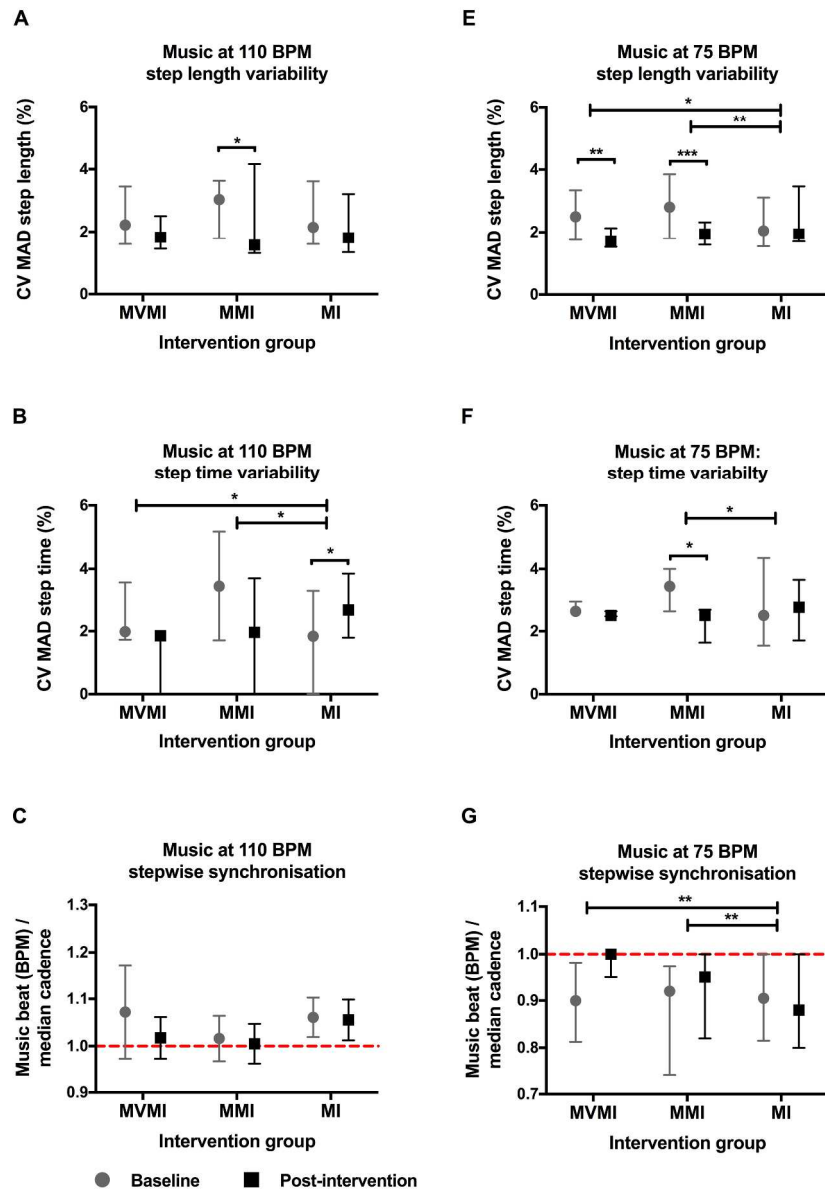 A
Music at 110 BPM
step length variability
CV MAD step length (%)
6
4
2
0
*
MVMI
MMI
MI
Intervention group
E
Music at 75 BPM
step length variability
CV MAD step length (%)
6
4
2
0
*
**
**
***
MVMI
MMI
MI
Intervention group
B
Music at 110 BPM
step time variability
CV MAD step time (%)
6
4
2
0
*
*
*
MVMI
MMI
MI
Intervention group
F
Music at 75 BPM:
step time variabilty
CV MAD step time (%)
6
4
2
0
*
*
MVMI
MMI
MI
Intervention group
C
Music at 110 BPM
stepwise synchronisation
Music beat (BPM) /
median cadence
1.3
1.2
1.1
1.0
0.9
MVMI
MMI
MI
Intervention group
G
Music at 75 BPM
stepwise synchronisation
Music beat (BPM) /
median cadence
1.1
1.0
0.9
0.8
0.7
**
**
MVMI
MMI
MI
Intervention group
Baseline
Post-intervention